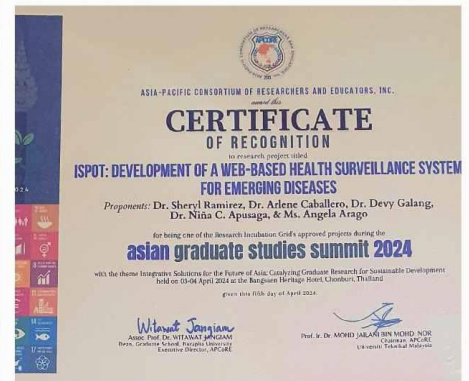 APCORE
ASIA-PACIFIC CONSORTIUM OF RESEARCHERS AND EDUCATORS, INC.
award this
CERTIFICATE
OF RECOGNITION
to research project titled
ISPOT: DEVELOPMENT OF A WEB-BASED HEALTH SURVEILLANCE SYSTEM
FOR EMERGING DISEASES
Proponents: Dr. Sheryl Ramirez, Dr. Arlene Caballero, Dr. Devy Galang,
Dr. Niña C. Apusaga, & Ms. Angela Arago
for being one of the Research Incubation Grid's approved projects during the
asian graduate studies summit 2024
with the theme Integrative Solutions for the Future of Asia: Catalyzing Graduate Research for Sustainable Development
held on 03-04 April 2024 at the Bangsaen Heritage Hotel, Chonburi, Thailand
given this fifth day of April 2024
Witawat Jangiam
Assoc. Prof. Dr. WITAWAT JANGIAM
Dean, Graduate School, Burapha University
Executive Director, APCoRE
Prof. Ir. Dr. MOHD JAILANI BIN MOHD NOR
Chairman, APCoRE
Universiti Teknikal Malaysia
024